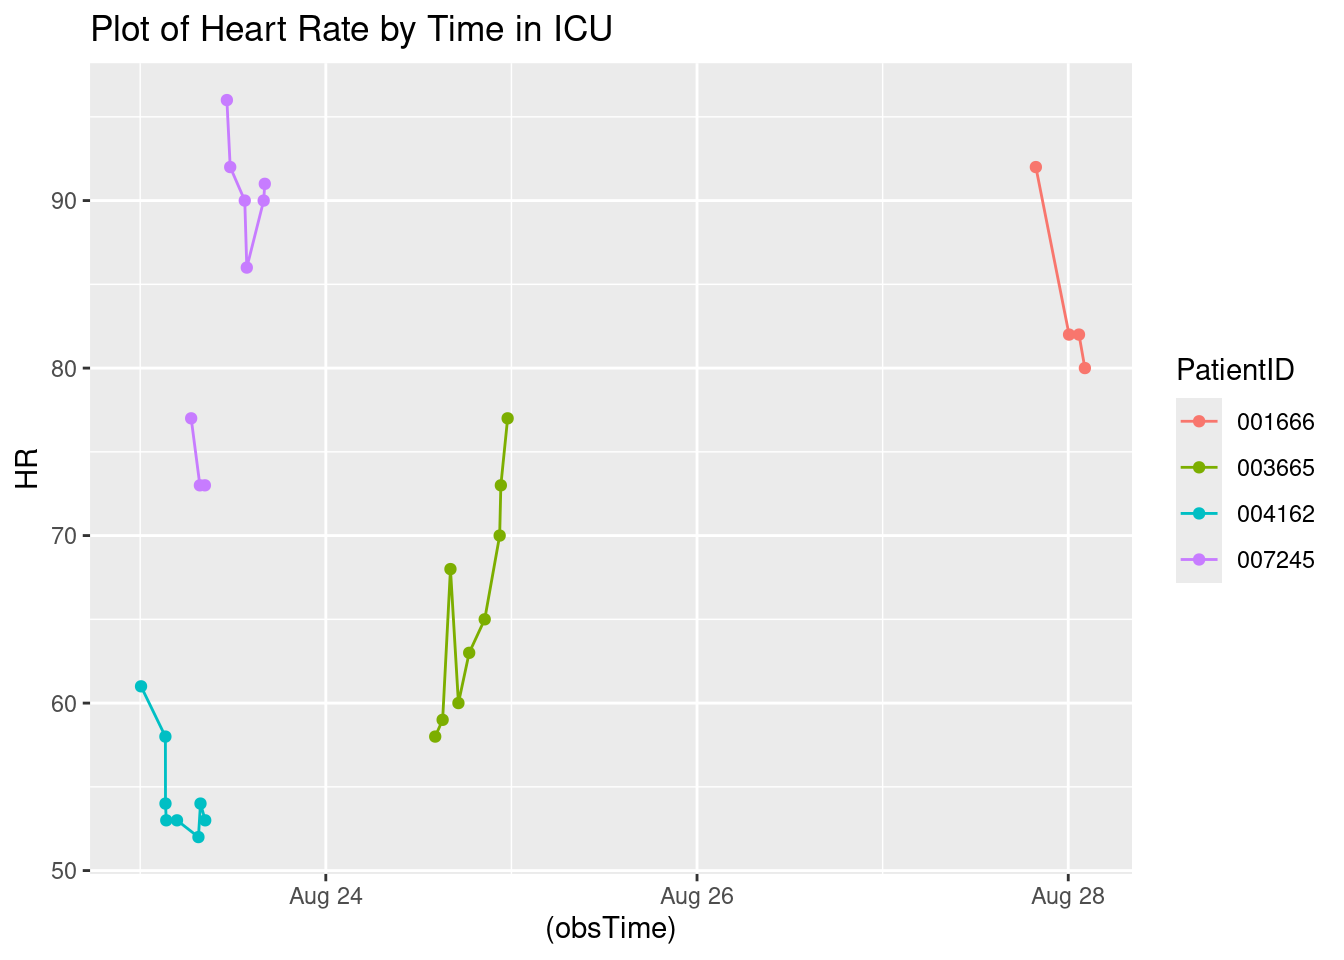 Plot of Heart Rate by Time in ICU
90
80
70
60
50
HR
Aug 24
Aug 26
Aug 28
(obsTime)
PatientID
001666
003665
004162
007245